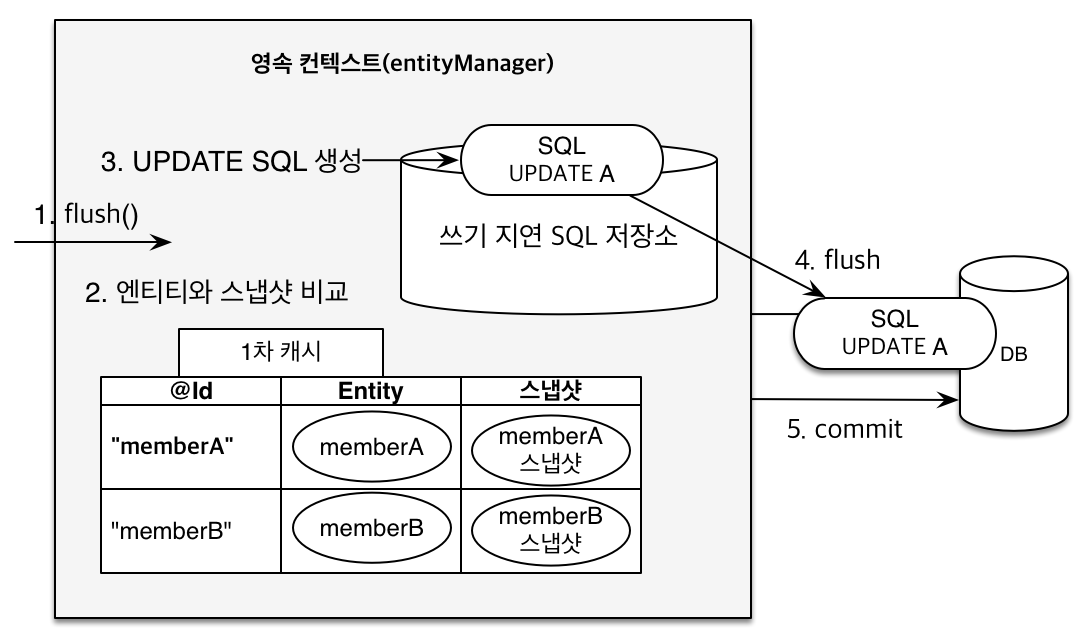 영속 컨텍스트(entityManager)
SQL
UPDATE A
3. UPDATE SQL 생성
1. flush()
쓰기 지연 SQL 저장소
2. 엔티티와 스냅샷 비교
4. flush
SQL
UPDATE A
DB
5. commit
1차 캐시
@Id Entity 스냅샷
"memberA" memberA memberA
스냅샷
"memberB" memberB memberB
스냅샷